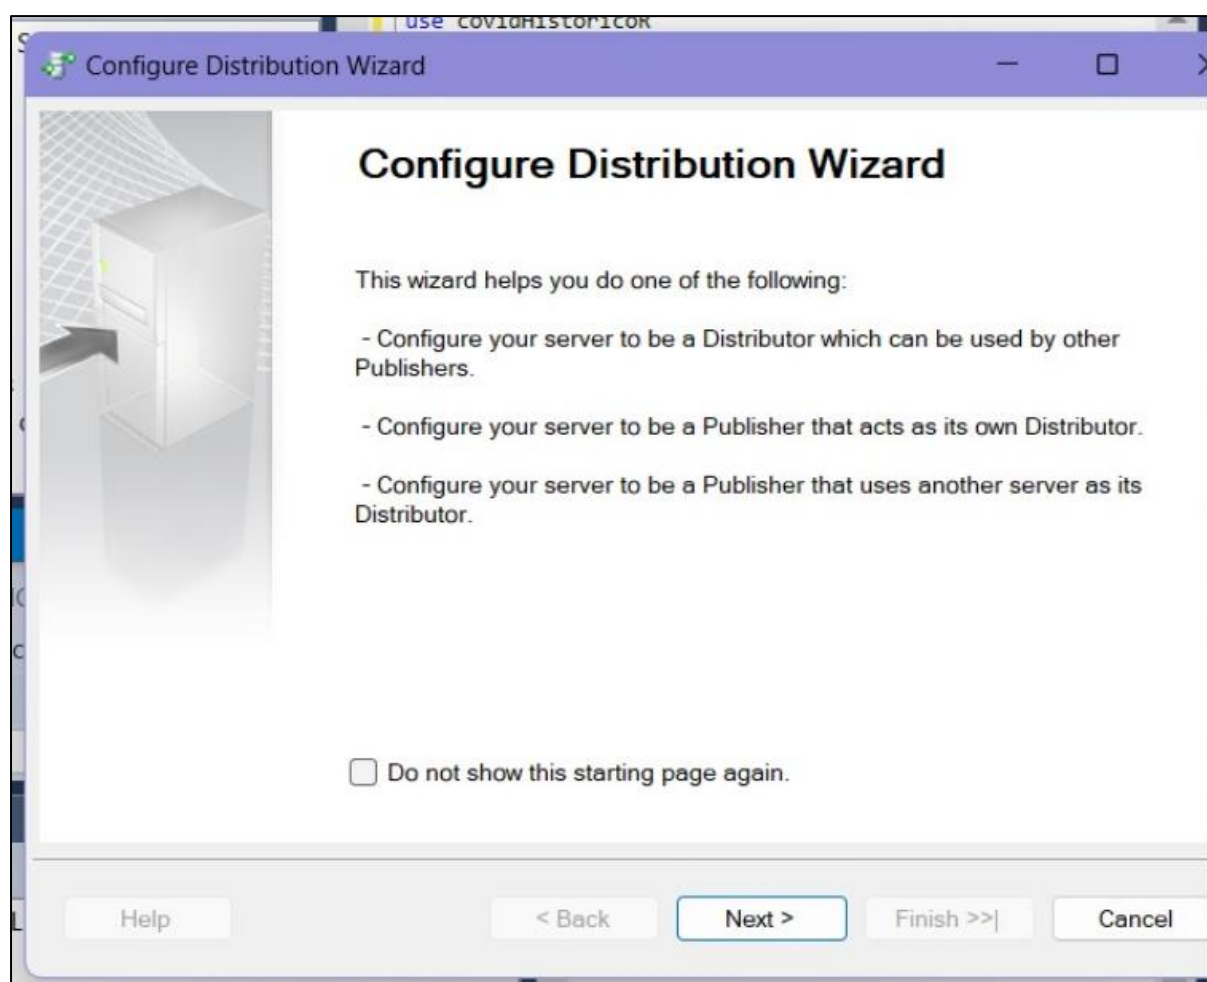 use covidHistoricoR
Configure Distribution Wizard
Configure Distribution Wizard
This wizard helps you do one of the following:
- Configure your server to be a Distributor which can be used by other
Publishers.
- Configure your server to be a Publisher that acts as its own Distributor.
- Configure your server to be a Publisher that uses another server as its
Distributor.
Do not show this starting page again.
Help
< Back
Next >
Finish >>|
Cancel